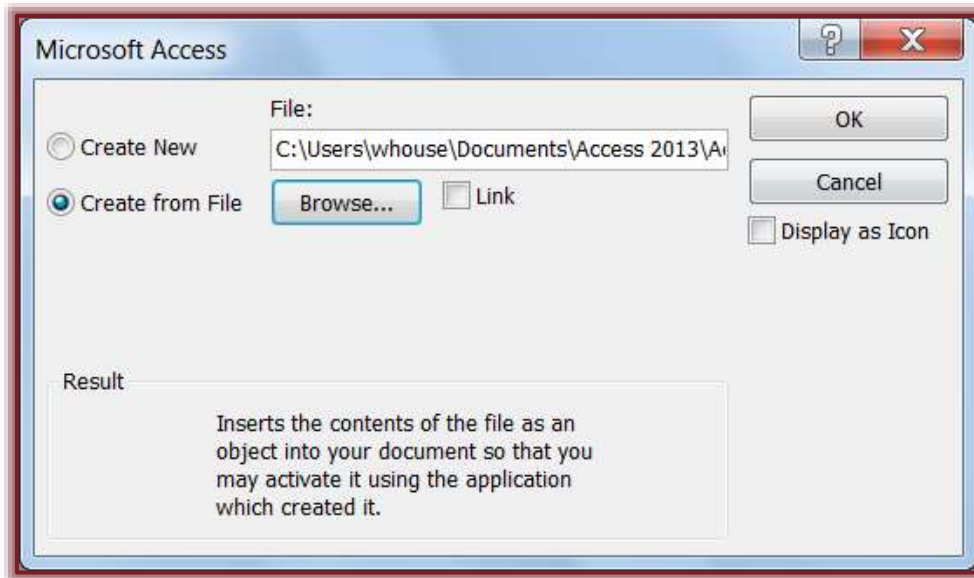 Microsoft Access
File:
Create New
C:\Users\whouse\Documents\Access 2013\A
Create from File
Browse...
Link
OK
Cancel
Display as Icon
Result
Inserts the contents of the file as an
object into your document so that you
may activate it using the application
which created it.